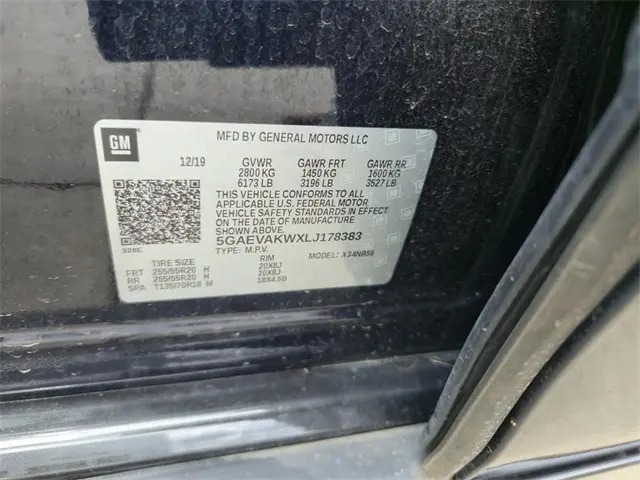 GM
MFD BY GENERAL MOTORS LLC
12/19 GVWR GAWR FRT GAWR RR
2800 KG 1450 KG 1600 KG
6173 LB 3196 LB 3527 LB
THIS VEHICLE CONFORMS TO ALL
APPLICABLE U.S. FEDERAL MOTOR
VEHICLE SAFETY STANDARDS IN EFFECT
ON THE DATE OF MANUFACTURE
SHOWN ABOVE.
5GAEVAKWXLJ178383
TYPE: M.P.V. MODEL: X34NB56
TIRE SIZE RIM
FRT 255/55R20 H 20X8J
RR 255/55R20 H 20X8J
SPA T135/70R18 M 18X4.5B